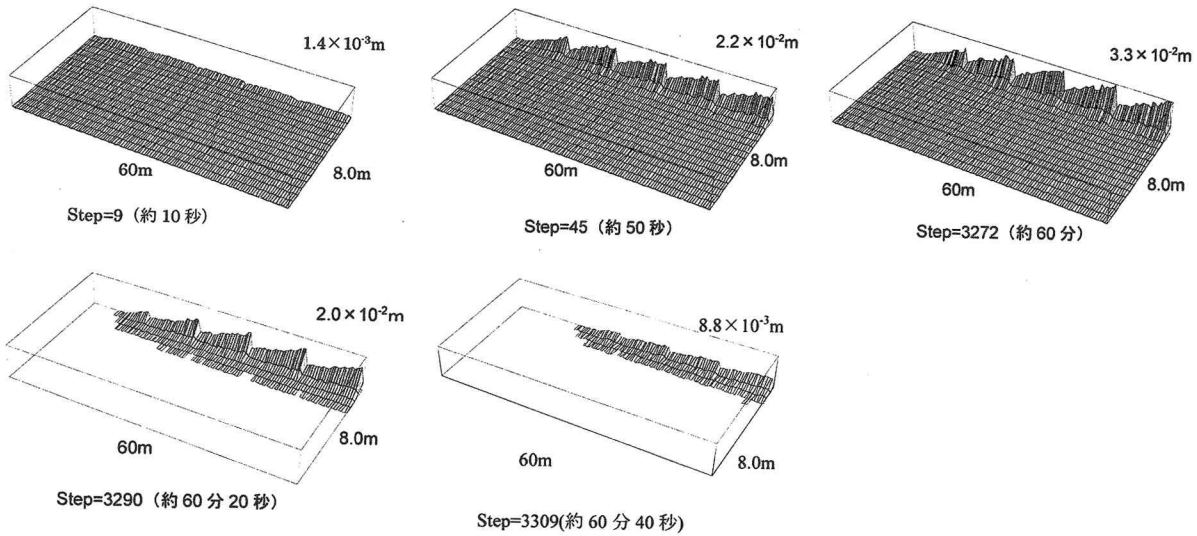 1.4×10⁻³m
60m
8.0m
Step=9（約 10 秒）
2.2×10⁻²m
60m
8.0m
Step=45（約 50 秒）
3.3×10⁻²m
60m
8.0m
Step=3272（約 60 分）
2.0×10⁻²m
60m
8.0m
Step=3290（約 60 分 20 秒）
8.8×10⁻³m
60m
8.0m
Step=3309(約 60 分 40 秒)